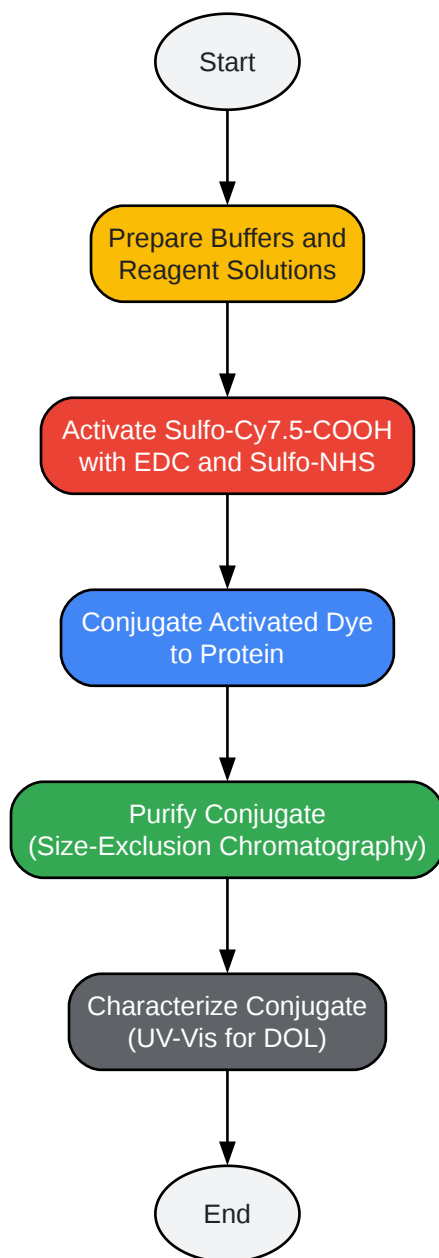 Start
Prepare Buffers and
Reagent Solutions
Activate Sulfo-Cy7.5-COOH
with EDC and Sulfo-NHS
Conjugate Activated Dye
to Protein
Purify Conjugate
(Size-Exclusion Chromatography)
Characterize Conjugate
(UV-Vis for DOL)
End